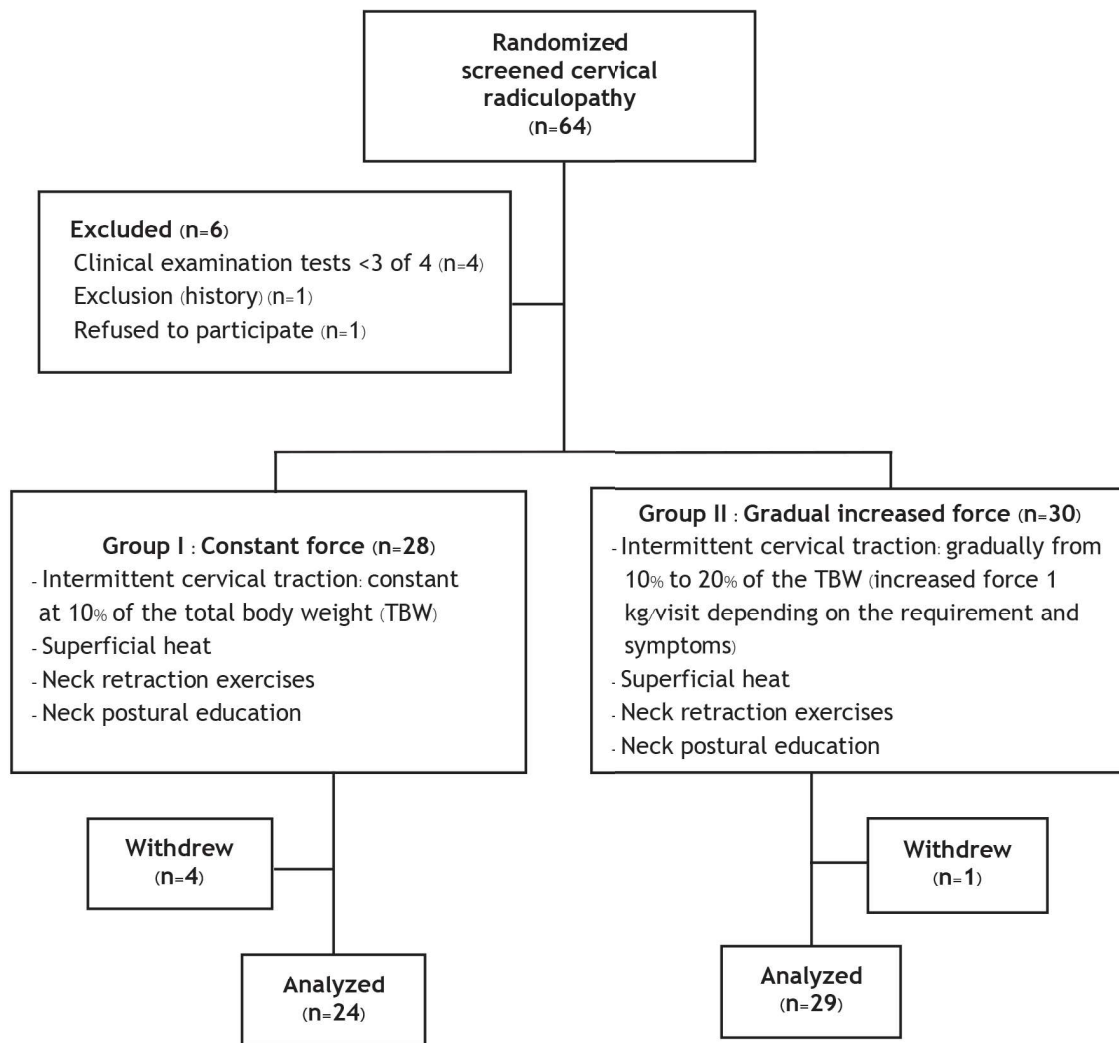 Randomized
screened cervical
radiculopathy
(n=64)
Excluded (n=6)
Clinical examination tests <3 of 4 (n=4)
Exclusion (history) (n=1)
Refused to participate (n=1)
Group I : Constant force (n=28)
- Intermittent cervical traction: constant
at 10% of the total body weight (TBW)
- Superficial heat
- Neck retraction exercises
- Neck postural education
Group II : Gradual increased force (n=30)
- Intermittent cervical traction: gradually from
10% to 20% of the TBW (increased force 1
kg/visit depending on the requirement and
symptoms)
- Superficial heat
- Neck retraction exercises
- Neck postural education
Withdrew
(n=4)
Withdrew
(n=1)
Analyzed
(n=24)
Analyzed
(n=29)